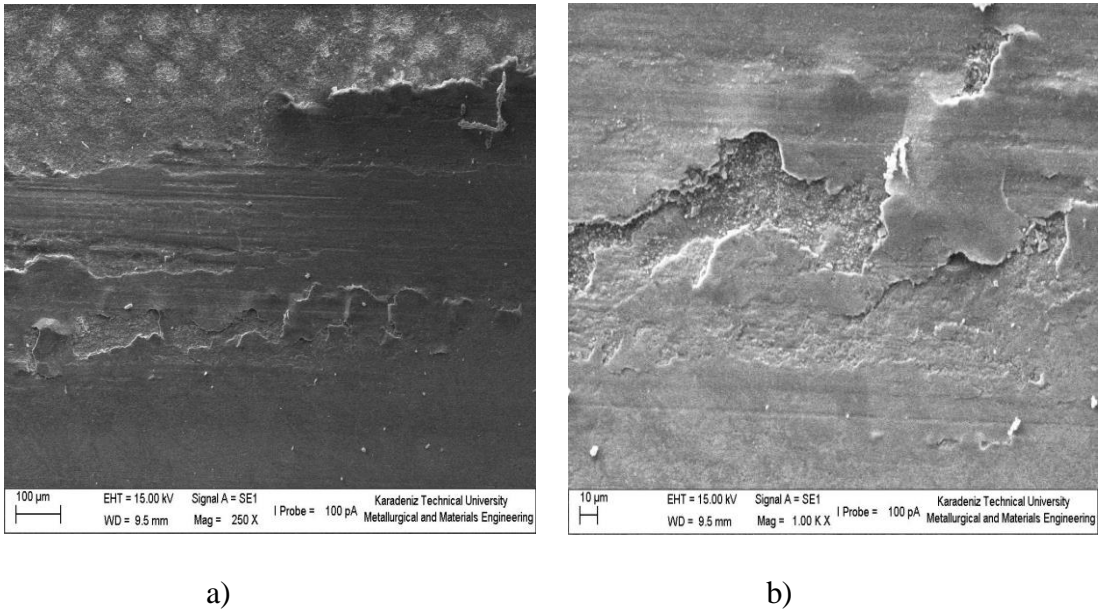 100 µm
EHT = 15.00 kV Signal A = SE1
WD = 9.5 mm Mag = 250 X
I Probe = 100 pA
Karadeniz Technical University
Metallurgical and Materials Engineering
10 µm
EHT = 15.00 kV Signal A = SE1
WD = 9.5 mm Mag = 1.00 K X
I Probe = 100 pA
Karadeniz Technical University
Metallurgical and Materials Engineering
a)
b)